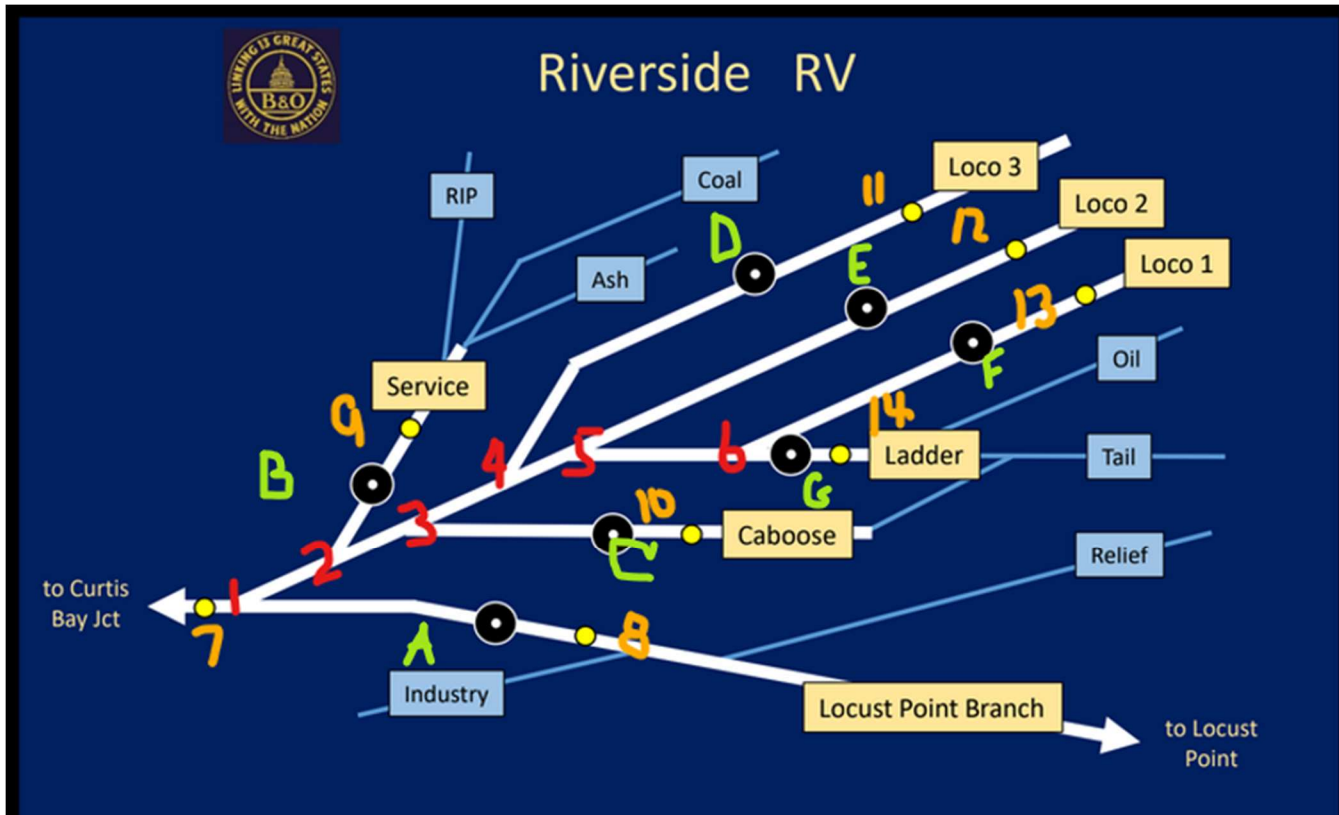 LINKING 13 GREAT STATES
B&O
WITH THE NATION
Riverside RV
RIP
Coal
11
Loco 3
D
12
Loco 2
E
Ash
Loco 1
13
Service
F
Oil
9
14
4
5
6
Ladder
Tail
B
G
10
3
Caboose
C
2
Relief
to Curtis
Bay Jct
1
7
A
8
Industry
Locust Point Branch
to Locust
Point